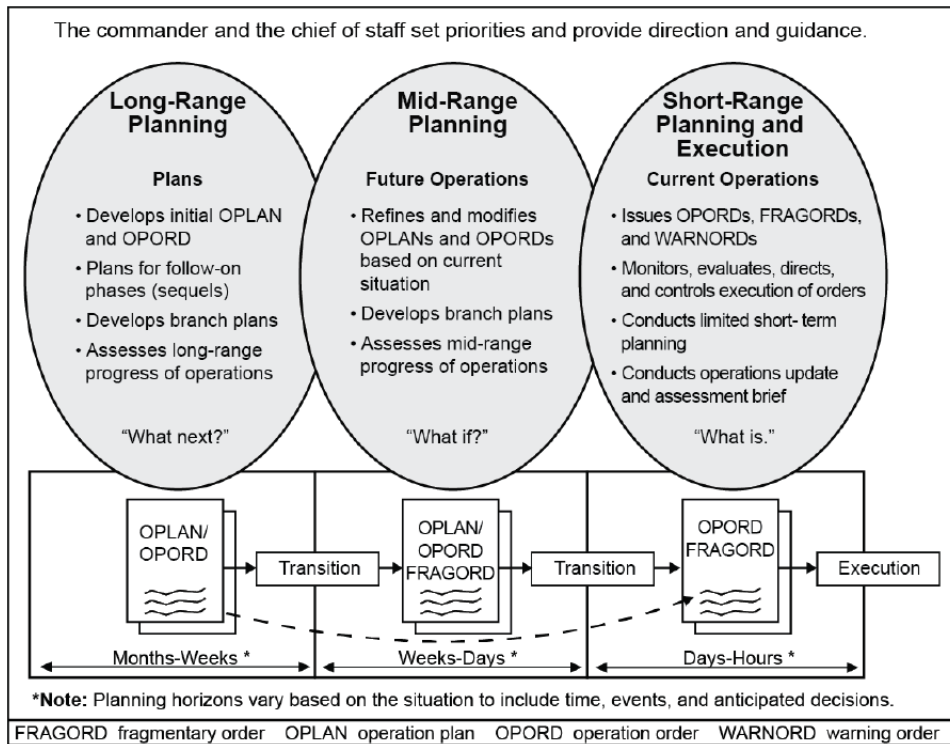 The commander and the chief of staff set priorities and provide direction and guidance.
Long-Range
Planning
Plans
• Develops initial OPLAN
and OPORD
• Plans for follow-on
phases (sequels)
• Develops branch plans
• Assesses long-range
progress of operations
“What next?”
Mid-Range
Planning
Future Operations
• Refines and modifies
OPLANs and OPORDs
based on current
situation
• Develops branch plans
• Assesses mid-range
progress of operations
“What if?”
Short-Range
Planning and
Execution
Current Operations
• Issues OPORDs, FRAGORDs,
and WARNORDs
• Monitors, evaluates, directs,
and controls execution of orders
• Conducts limited short- term
planning
• Conducts operations update
and assessment brief
“What is.”
OPLAN/
OPORD
Transition
OPLAN/
OPORD
FRAGORD
Transition
OPORD
FRAGORD
Execution
Months-Weeks *
Weeks-Days *
Days-Hours *
*Note: Planning horizons vary based on the situation to include time, events, and anticipated decisions.
FRAGORD fragmentary order OPLAN operation plan OPORD operation order WARNORD warning order